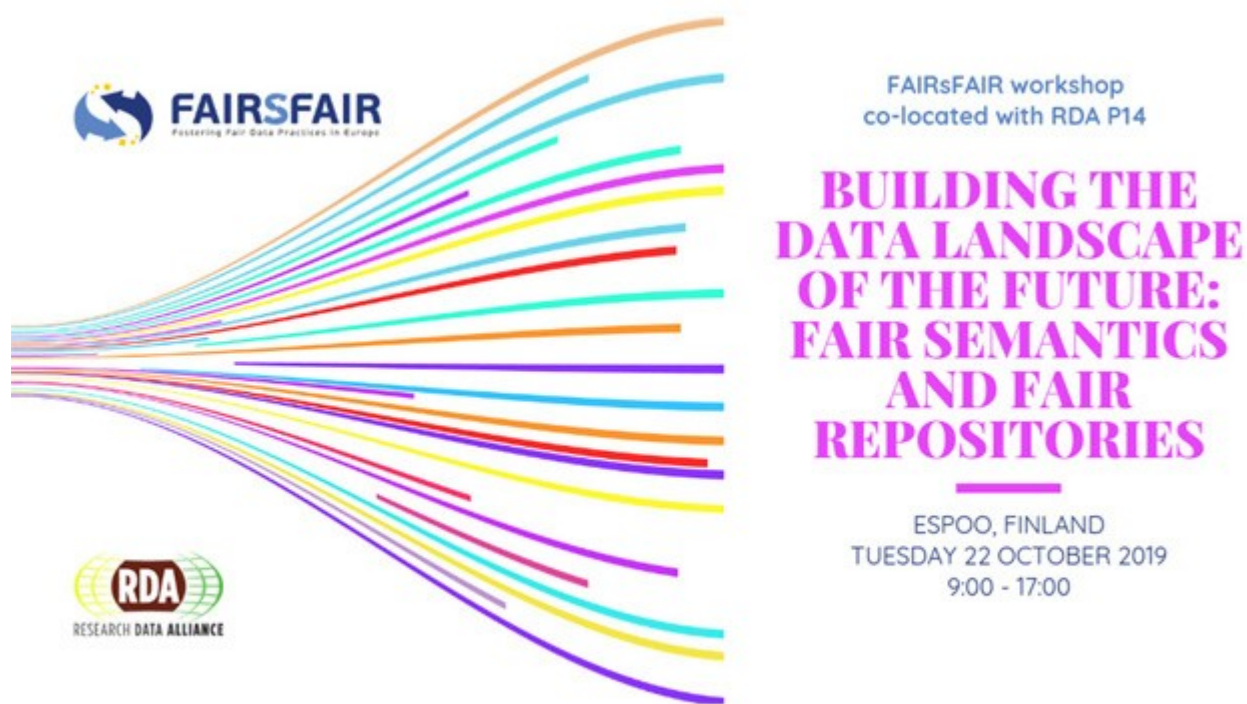 FAIRSFAIR
Fostering Fair Data Practices in Europe
FAIRsFAIR workshop
co-located with RDA P14
BUILDING THE
DATA LANDSCAPE
OF THE FUTURE:
FAIR SEMANTICS
AND FAIR
REPOSITORIES
ESPOO, FINLAND
TUESDAY 22 OCTOBER 2019
9:00 - 17:00
RDA
RESEARCH DATA ALLIANCE